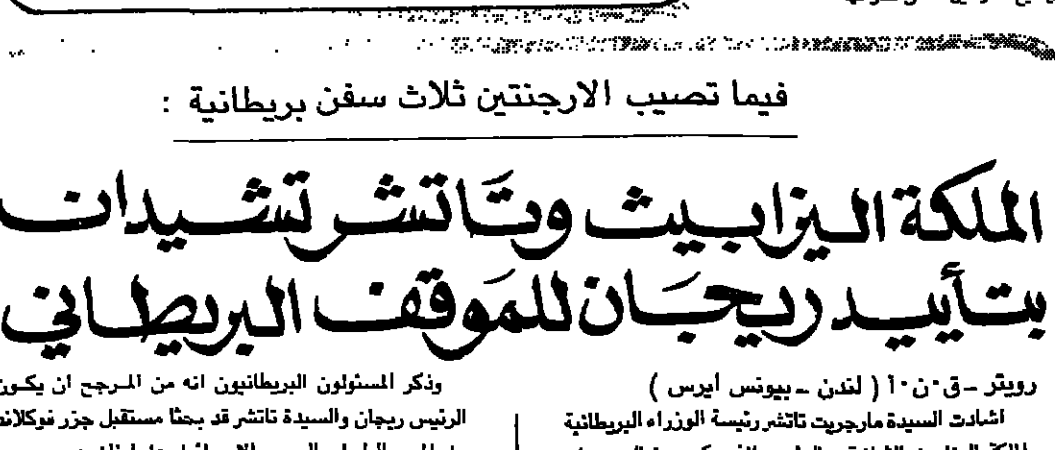 فيما تصيب الارجنتين ثلاث سفن بريطانية :
الملكة اليزابيث وتاتشر تشيدان
بتأييد ريجان للموقف البريطاني
رويتر - ق٠ن٠أ ( لندن - بيونس ايرس )
اشادت السيدة مارجريت تاتشر رئيسة الوزراء البريطانية
وذكر المسئولون البريطانيون انه من المرجح ان يكون
الرئيس ريجان والسيدة تاتشر قد بحثا مستقبل جزر فوكلاند